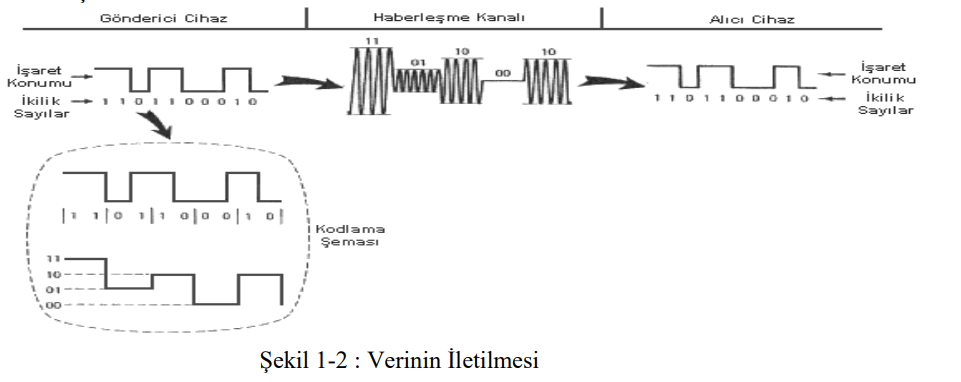 Gönderici Cihaz
Haberleşme Kanalı
Alıcı Cihaz
İşaret
Konumu
İkilik
Sayılar
1 1 0 1 1 0 0 0 1 0
11
01
10
00
10
1 1 0 1 1 0 0 0 1 0
İşaret
Konumu
İkilik
Sayılar
|1 1|0 1|1 0|0 0|1 0|
Kodlama
Şeması
11
10
01
00
Şekil 1-2 : Verinin İletilmesi